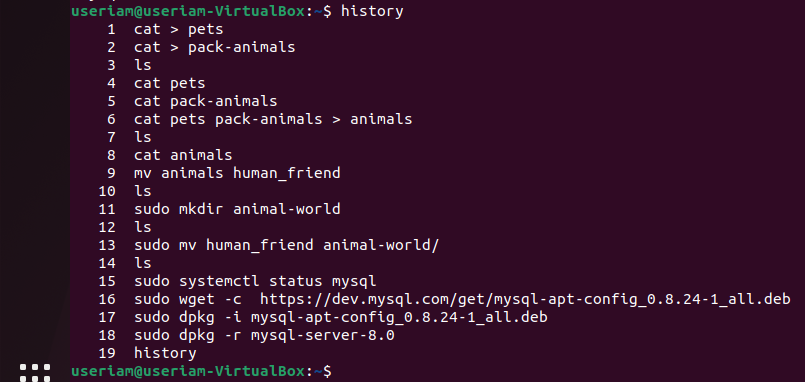 useriam@useriam-VirtualBox:~$ history
1 cat > pets
2 cat > pack-animals
3 ls
4 cat pets
5 cat pack-animals
6 cat pets pack-animals > animals
7 ls
8 cat animals
9 mv animals human_friend
10 ls
11 sudo mkdir animal-world
12 ls
13 sudo mv human_friend animal-world/
14 ls
15 sudo systemctl status mysql
16 sudo wget -c  https://dev.mysql.com/get/mysql-apt-config_0.8.24-1_all.deb
17 sudo dpkg -i mysql-apt-config_0.8.24-1_all.deb
18 sudo dpkg -r mysql-server-8.0
19 history
useriam@useriam-VirtualBox:~$